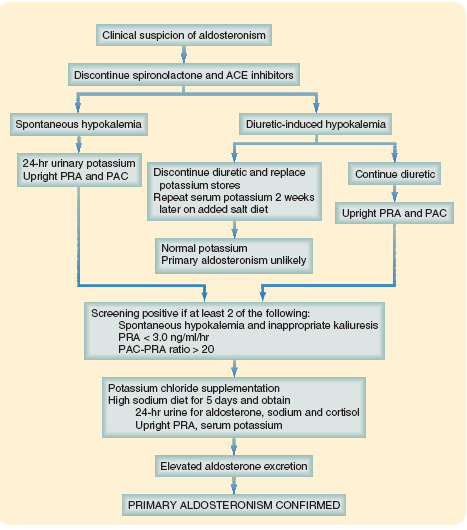 Clinical suspicion of aldosteronism
Discontinue spironolactone and ACE inhibitors
Spontaneous hypokalemia
Diuretic-induced hypokalemia
24-hr urinary potassium
Upright PRA and PAC
Discontinue diuretic and replace
potassium stores
Repeat serum potassium 2 weeks
later on added salt diet
Continue diuretic
Upright PRA and PAC
Normal potassium
Primary aldosteronism unlikely
Screening positive if at least 2 of the following:
Spontaneous hypokalemia and inappropriate kaliuresis
PRA < 3.0 ng/ml/hr
PAC-PRA ratio > 20
Potassium chloride supplementation
High sodium diet for 5 days and obtain
24-hr urine for aldosterone, sodium and cortisol
Upright PRA, serum potassium
Elevated aldosterone excretion
PRIMARY ALDOSTERONISM CONFIRMED